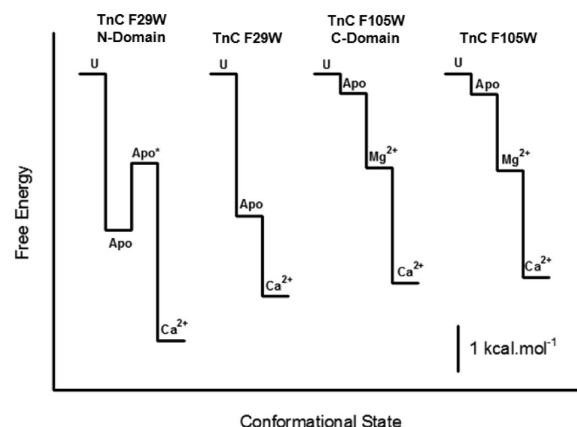 TnC F29W
N-Domain
TnC F29W
TnC F105W
C-Domain
TnC F105W
U
Apo
Apo*
Ca2+
U
Apo
Ca2+
U
Apo
Mg2+
Ca2+
U
Apo
Mg2+
Ca2+
1 kcal.mol-1
Free Energy
Conformational State